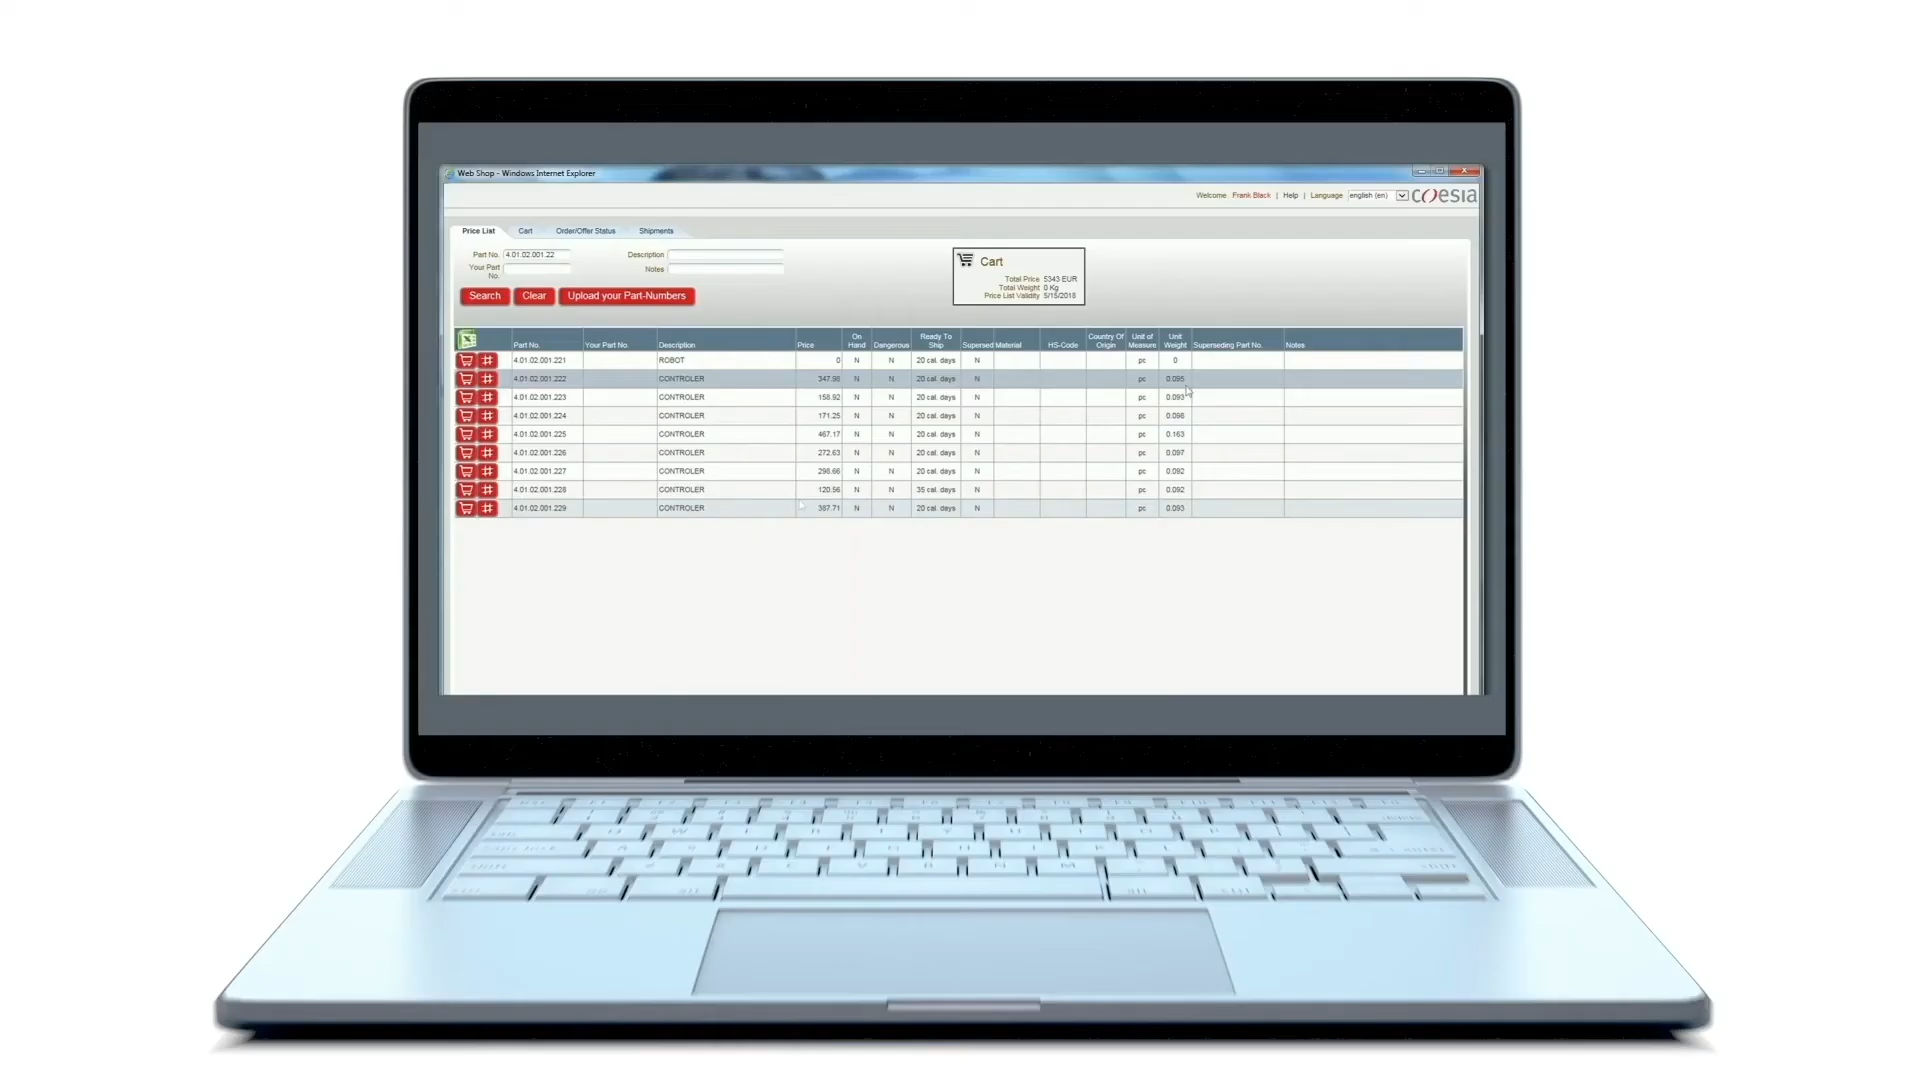 Web Shop - Windows Internet Explorer
Welcome Frank Black | Help | Language english (en) coesia
Price List Cart Order/Offer Status Shipments
Part No. 4.01.02.001.22 Description
Your Part No. Notes
Search Clear Upload your Part-Numbers
Cart
Total Price 5343 EUR
Total Weight 0 Kg
Price List Validity 5/15/2018
Part No. Your Part No. Description Price On Hand Dangerous Ready To Ship Supersed Material HS-Code Country Of Origin Unit of Measure Unit Weight Superseding Part No. Notes
4.01.02.001.221 ROBOT 0 N N 20 cal. days N pc 0
4.01.02.001.222 CONTROLER 347.98 N N 20 cal. days N pc 0.095
4.01.02.001.223 CONTROLER 158.92 N N 20 cal. days N pc 0.093
4.01.02.001.224 CONTROLER 171.25 N N 20 cal. days N pc 0.098
4.01.02.001.225 CONTROLER 467.17 N N 20 cal. days N pc 0.163
4.01.02.001.226 CONTROLER 272.63 N N 20 cal. days N pc 0.097
4.01.02.001.227 CONTROLER 298.66 N N 20 cal. days N pc 0.092
4.01.02.001.228 CONTROLER 120.56 N N 35 cal. days N pc 0.092
4.01.02.001.229 CONTROLER 387.71 N N 20 cal. days N pc 0.093